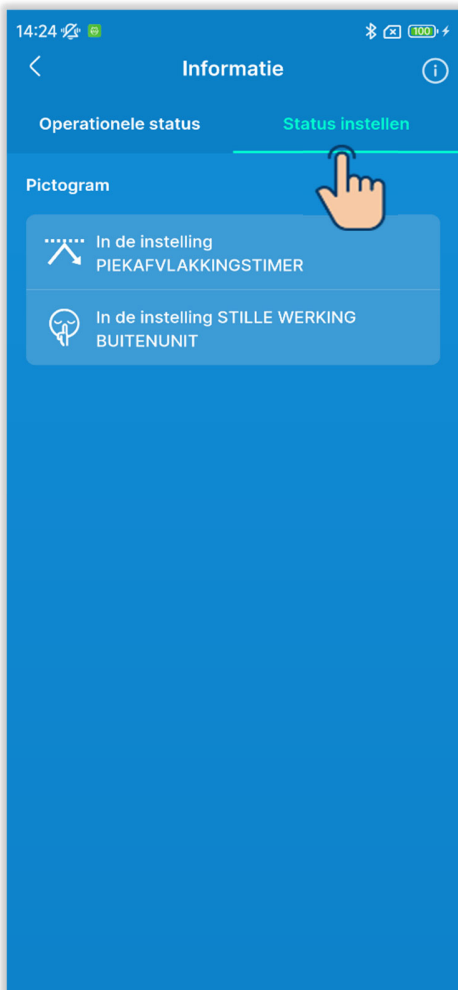 14:24
100
Informatie
Operationele status
Status instellen
Pictogram
In de instelling
PIEKAFVLAKKINGSTIMER
In de instelling STILLE WERKING
BUITENUNIT